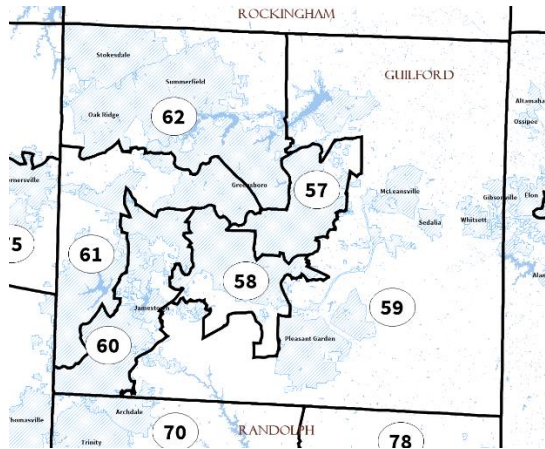 ROCKINGHAM
Stokesdale
GUILFORD
Summerfield
Altamaha
Oak Ridge
62
Ossipee
Greensboro
57
McLeansville
Gibsonville
Elon
Sedalia
Whitsett
61
58
59
Jamestown
Pleasant Garden
60
Archdale
70
RANDOLPH
78
Trinity